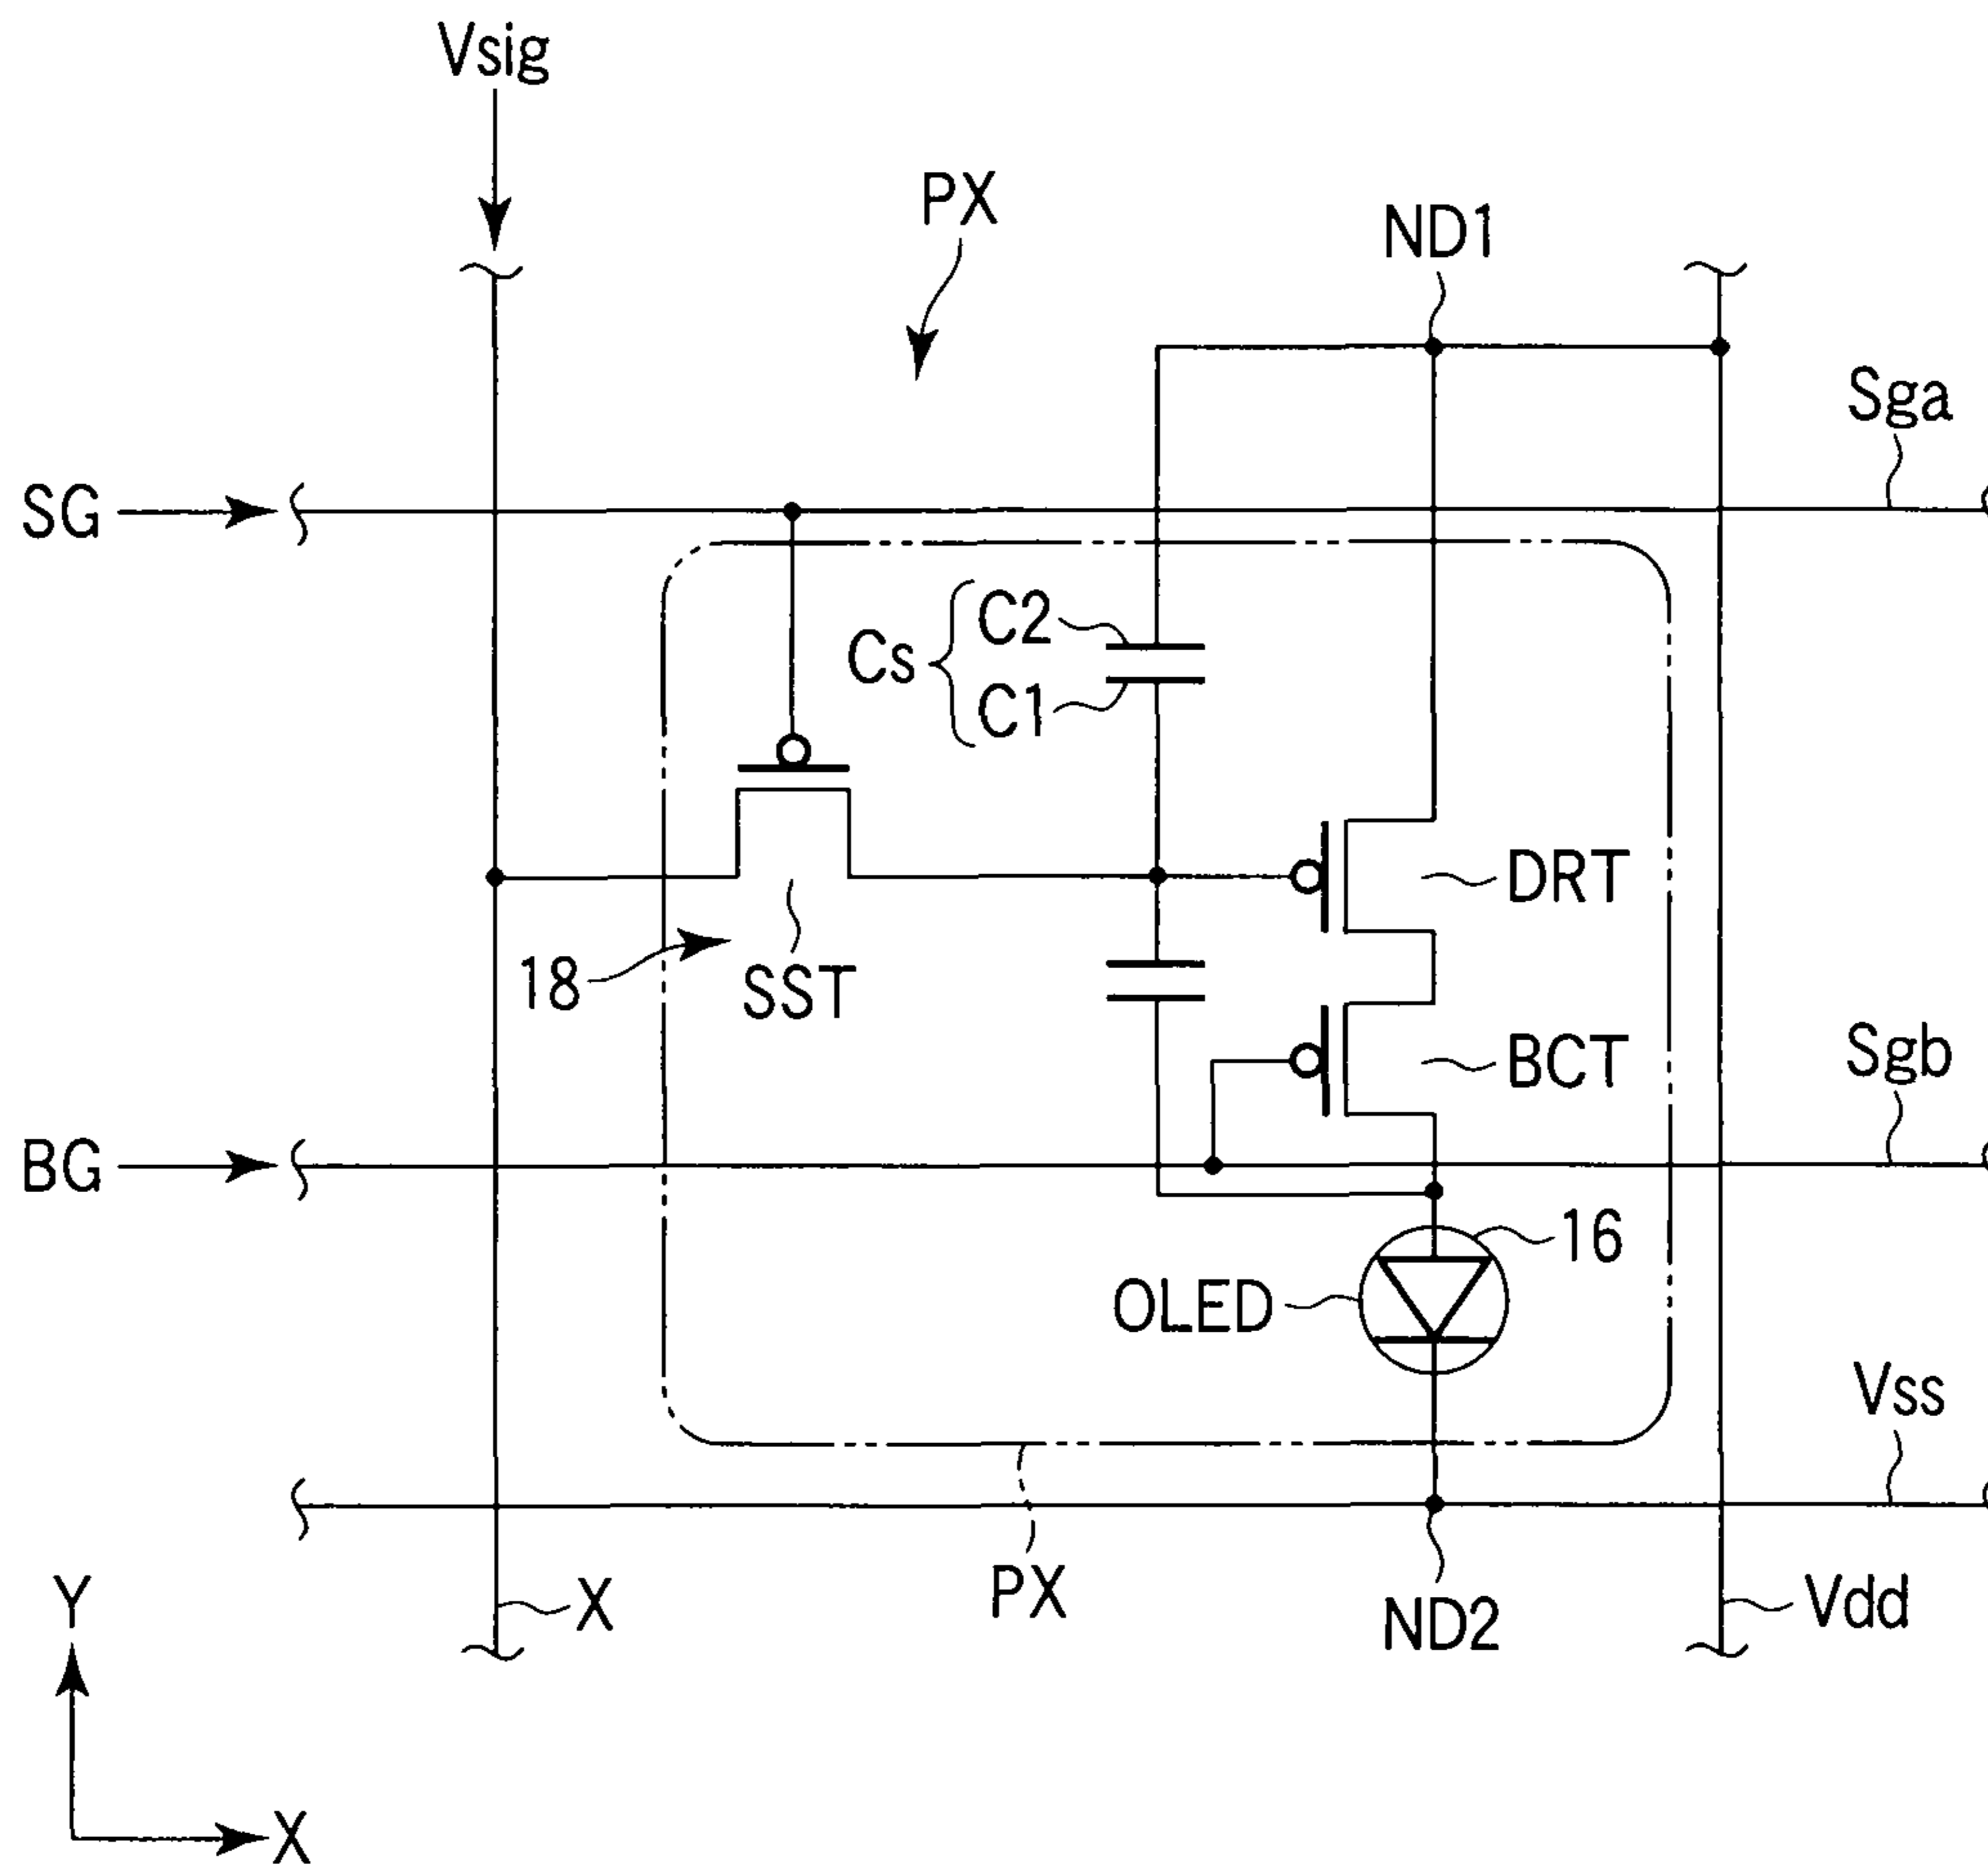 Vsig
PX
ND1
Sga
SG
Cs
C2
C1
DRT
18
SST
BCT
Sgb
BG
16
OLED
Vss
PX
ND2
X
Vdd
Y
X